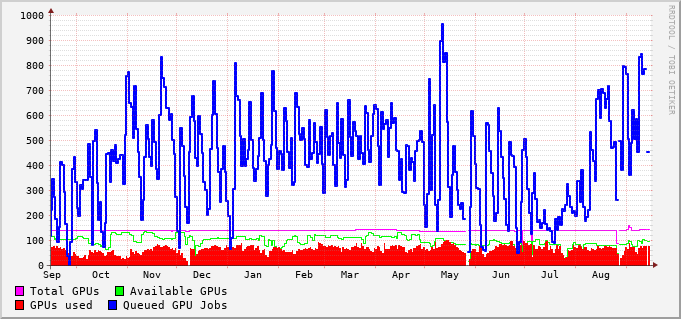 RRDTOOL / TOBI OETIKER
1000
900
800
700
600
500
400
300
200
100
0
Sep Oct Nov Dec Jan Feb Mar Apr May Jun Jul Aug
Total GPUs Available GPUs
GPUs used Queued GPU Jobs